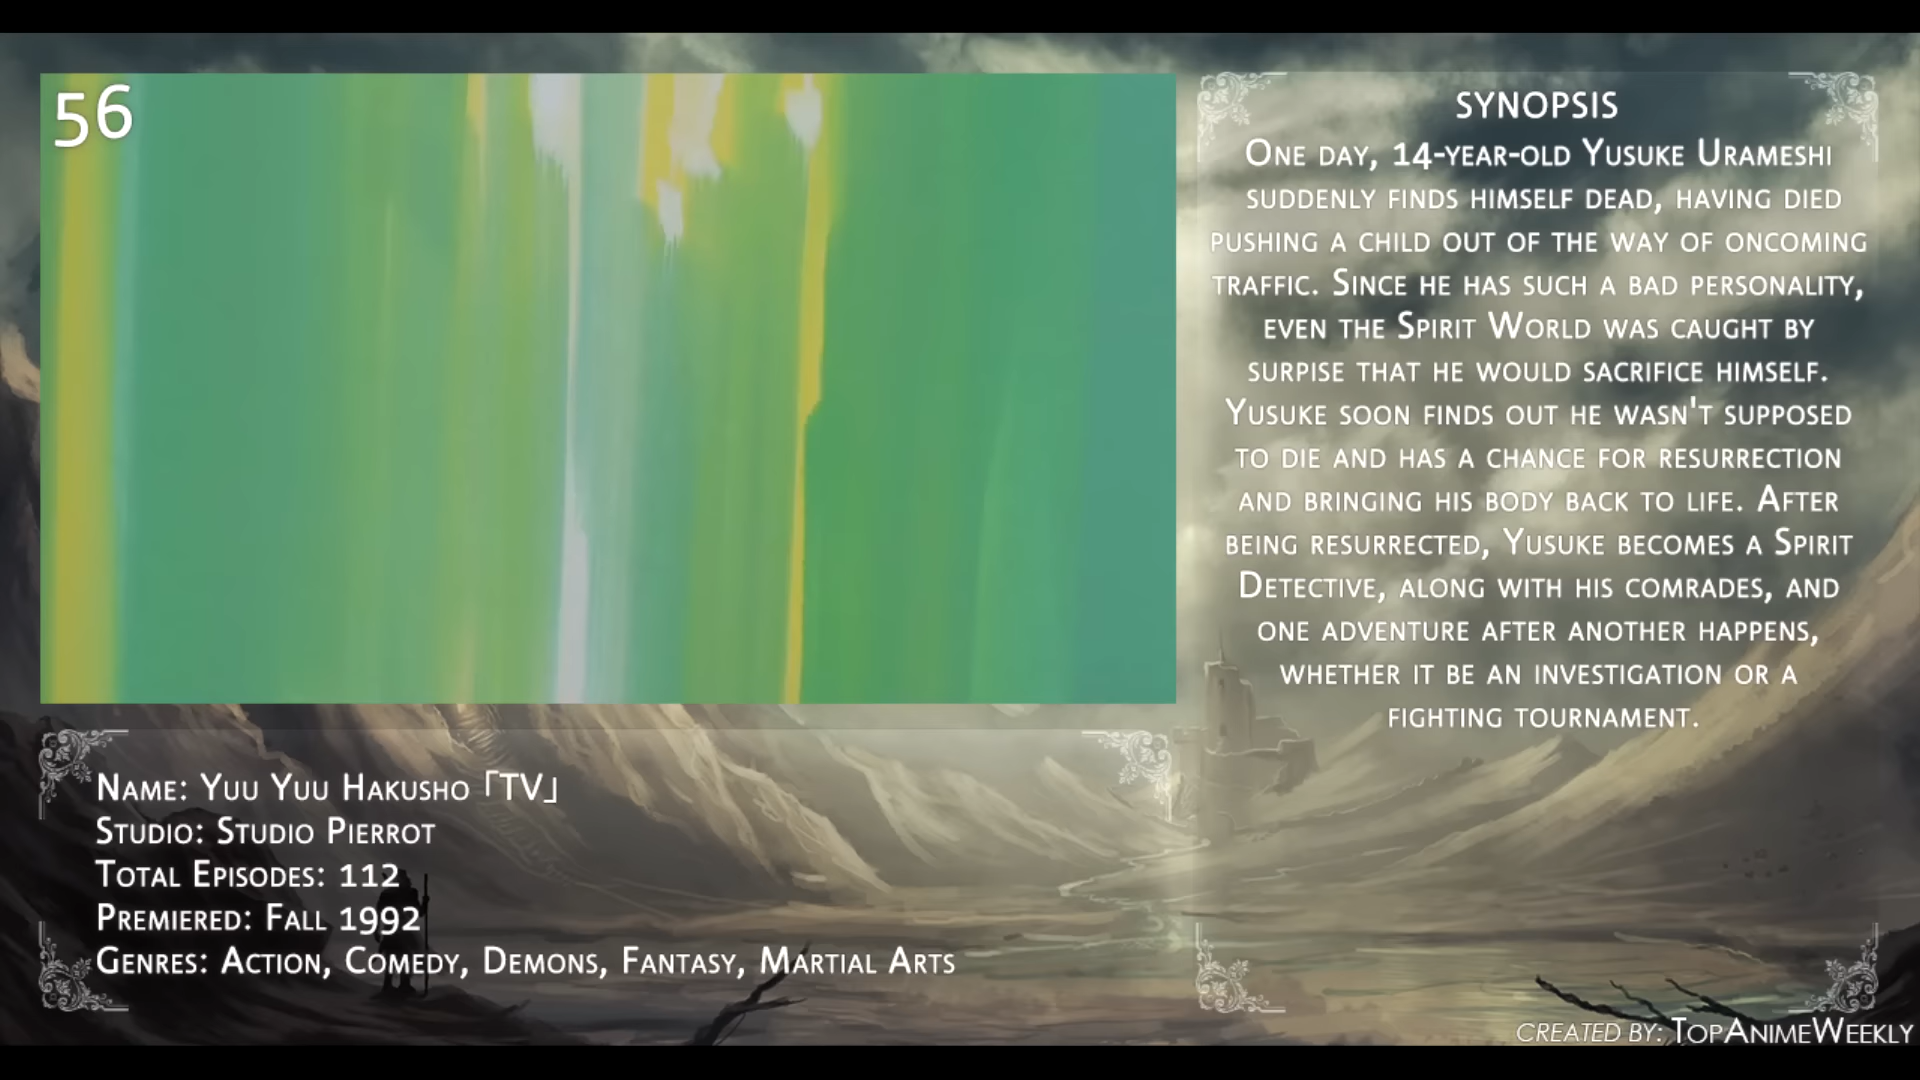 56
SYNOPSIS
One day, 14-year-old Yusuke Urameshi
suddenly finds himself dead, having died
pushing a child out of the way of oncoming
traffic. Since he has such a bad personality,
even the Spirit World was caught by
surpise that he would sacrifice himself.
Yusuke soon finds out he wasn't supposed
to die and has a chance for resurrection
and bringing his body back to life. After
being resurrected, Yusuke becomes a Spirit
Detective, along with his comrades, and
one adventure after another happens,
whether it be an investigation or a
fighting tournament.
Name: Yuu Yuu Hakusho「TV」
Studio: Studio Pierrot
Total Episodes: 112
Premiered: Fall 1992
Genres: Action, Comedy, Demons, Fantasy, Martial Arts
CREATED BY: TopAnimeWeekly